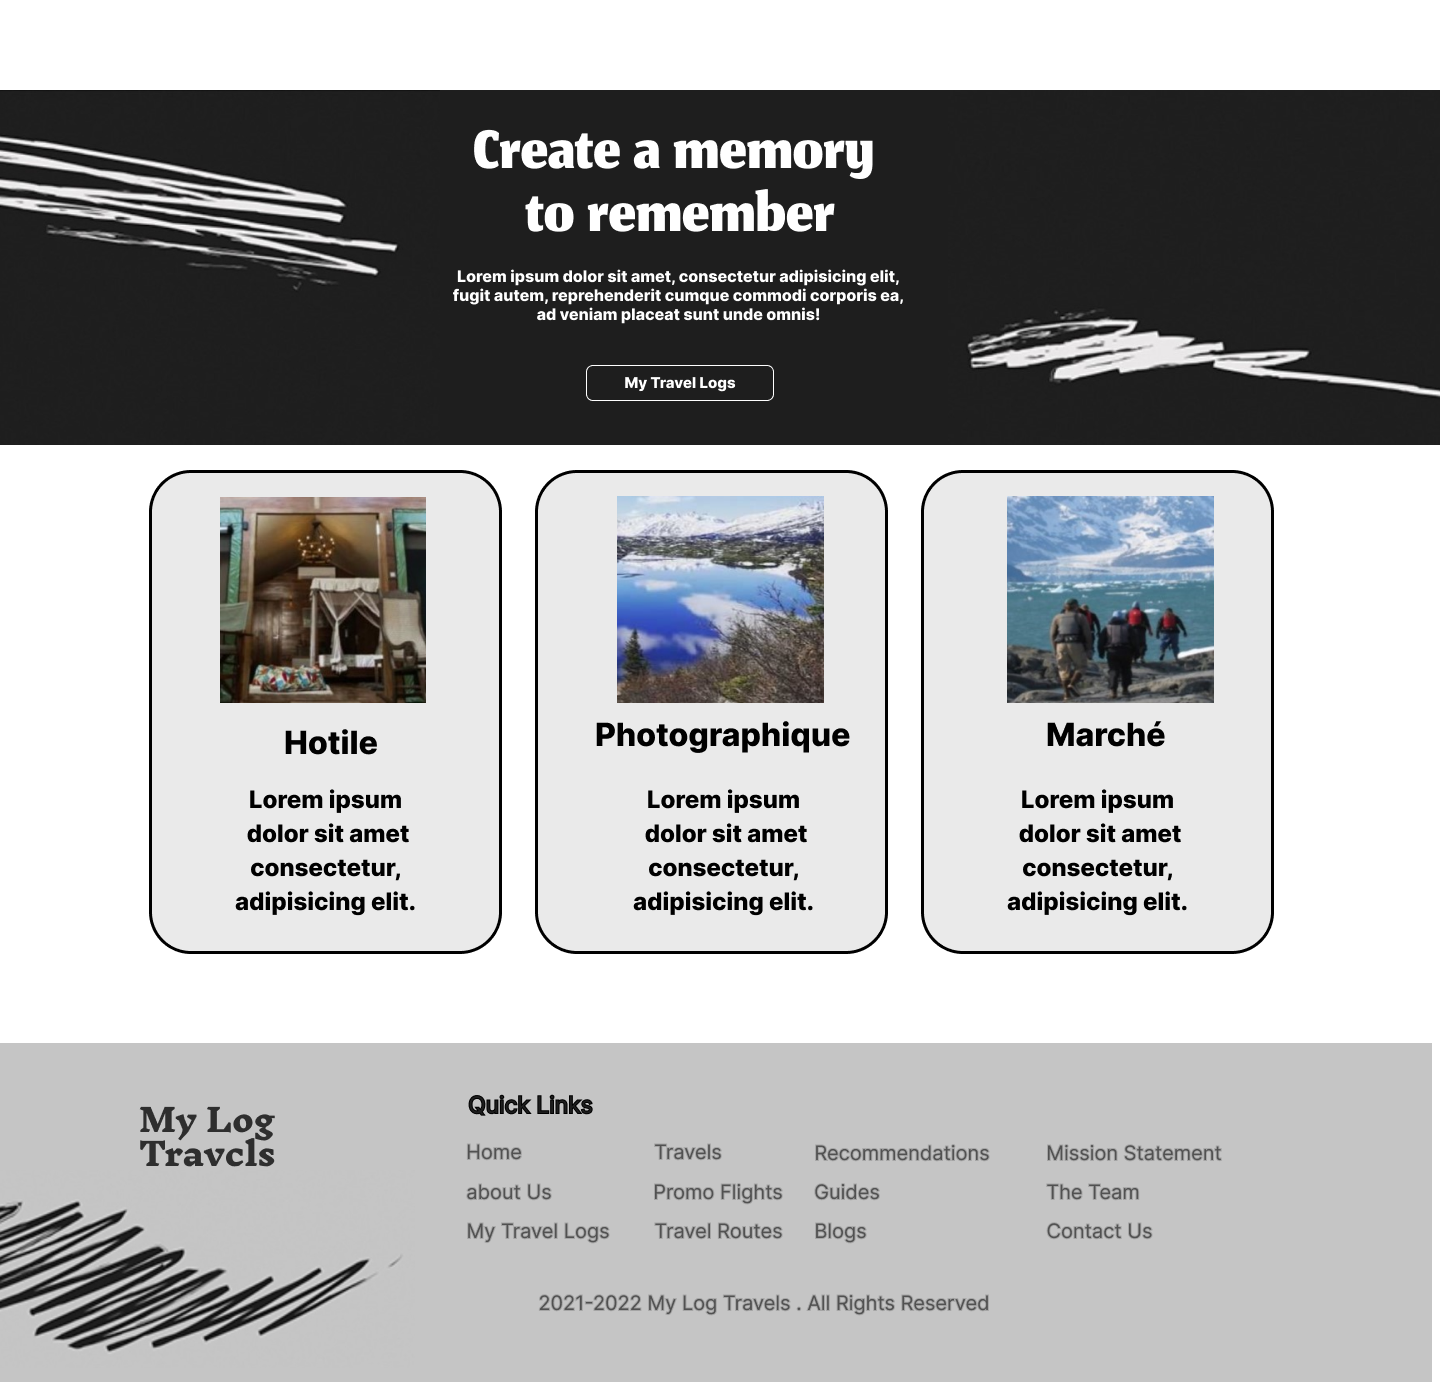 Create a memory
to remember
Lorem ipsum dolor sit amet, consectetur adipisicing elit,
fugit autem, reprehenderit cumque commodi corporis ea,
ad veniam placeat sunt unde omnis!
My Travel Logs
Hotile
Lorem ipsum
dolor sit amet
consectetur,
adipisicing elit.
Photographique
Lorem ipsum
dolor sit amet
consectetur,
adipisicing elit.
Marché
Lorem ipsum
dolor sit amet
consectetur,
adipisicing elit.
My Log
Travels
Quick Links
Home
about Us
My Travel Logs
Travels
Promo Flights
Travel Routes
Recommendations
Guides
Blogs
Mission Statement
The Team
Contact Us
2021-2022 My Log Travels . All Rights Reserved